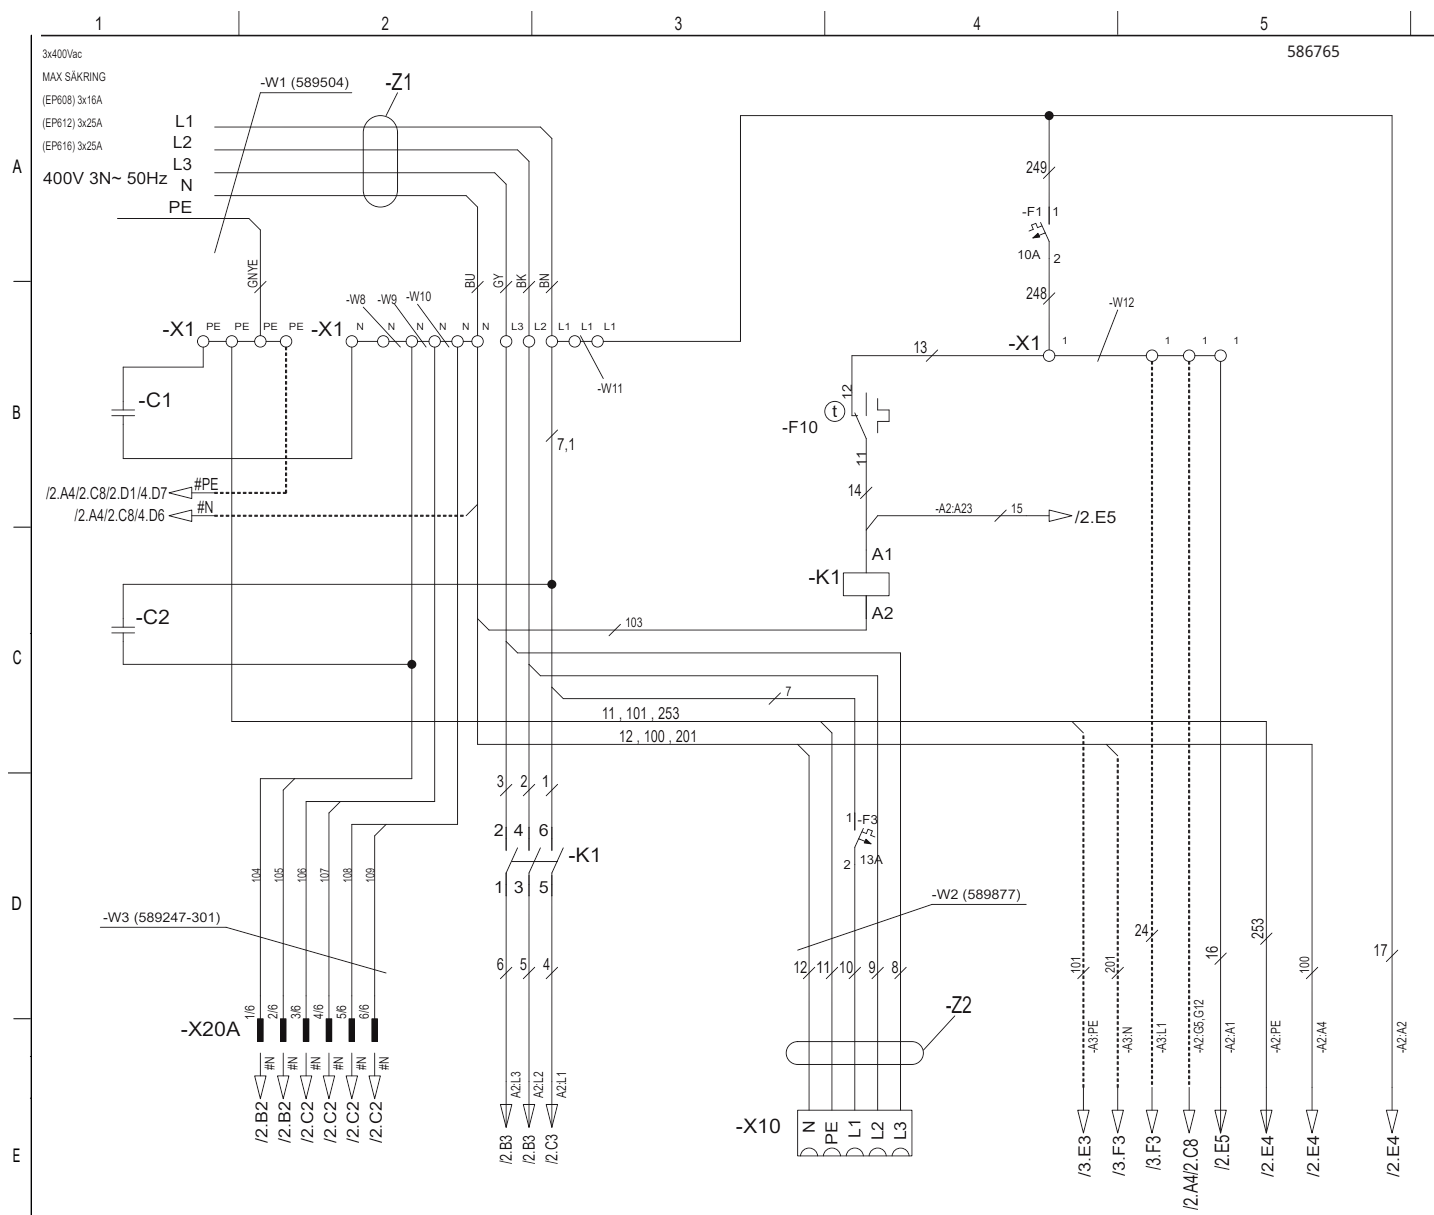 1
2
3
4
5
3x400Vac
586765
MAX SÄKRING
(EP608) 3x16A
(EP612) 3x25A
(EP616) 3x25A
400V 3N~ 50Hz
-W1 (589504)
-Z1
L1
L2
L3
N
PE
A
249
-F1
1
10A
2
248
GNYE
BU
GY
BK
BN
-W8
-W9
-W10
-W12
-X1
PE
PE
PE
PE
-X1
N
N
N
N
N
N
L3
L2
L1
L1
L1
-W11
-X1
1
1
1
1
13
12
B
-C1
t
-F10
7,1
11
14
/2.A4/2.C8/2.D1/4.D7
#PE
/2.A4/2.C8/4.D6
#N
-A2:A23
15
/2.E5
A1
-K1
A2
-C2
103
C
7
11 , 101 , 253
12 , 100 , 201
3
2
1
2
4
6
-K1
1
3
5
1
-F3
2
13A
104
105
106
107
108
109
D
-W3 (589247-301)
-W2 (589877)
6
5
4
12
11
10
9
8
101
201
24
16
253
100
17
1/6
2/6
3/6
4/6
5/6
6/6
-X20A
-Z2
#N
#N
#N
#N
#N
#N
A2:L3
A2:L2
A2:L1
-A3:PE
-A3:N
-A3:L1
-A2:G5,G12
-A2:A1
-A2:PE
-A2:A4
-A2:A2
/2.B2
/2.B2
/2.C2
/2.C2
/2.C2
/2.C2
/2.B3
/2.B3
/2.C3
-X10
N
PE
L1
L2
L3
E
/3.E3
/3.F3
/3.F3
/2.A4/2.C8
/2.E5
/2.E4
/2.E4
/2.E4